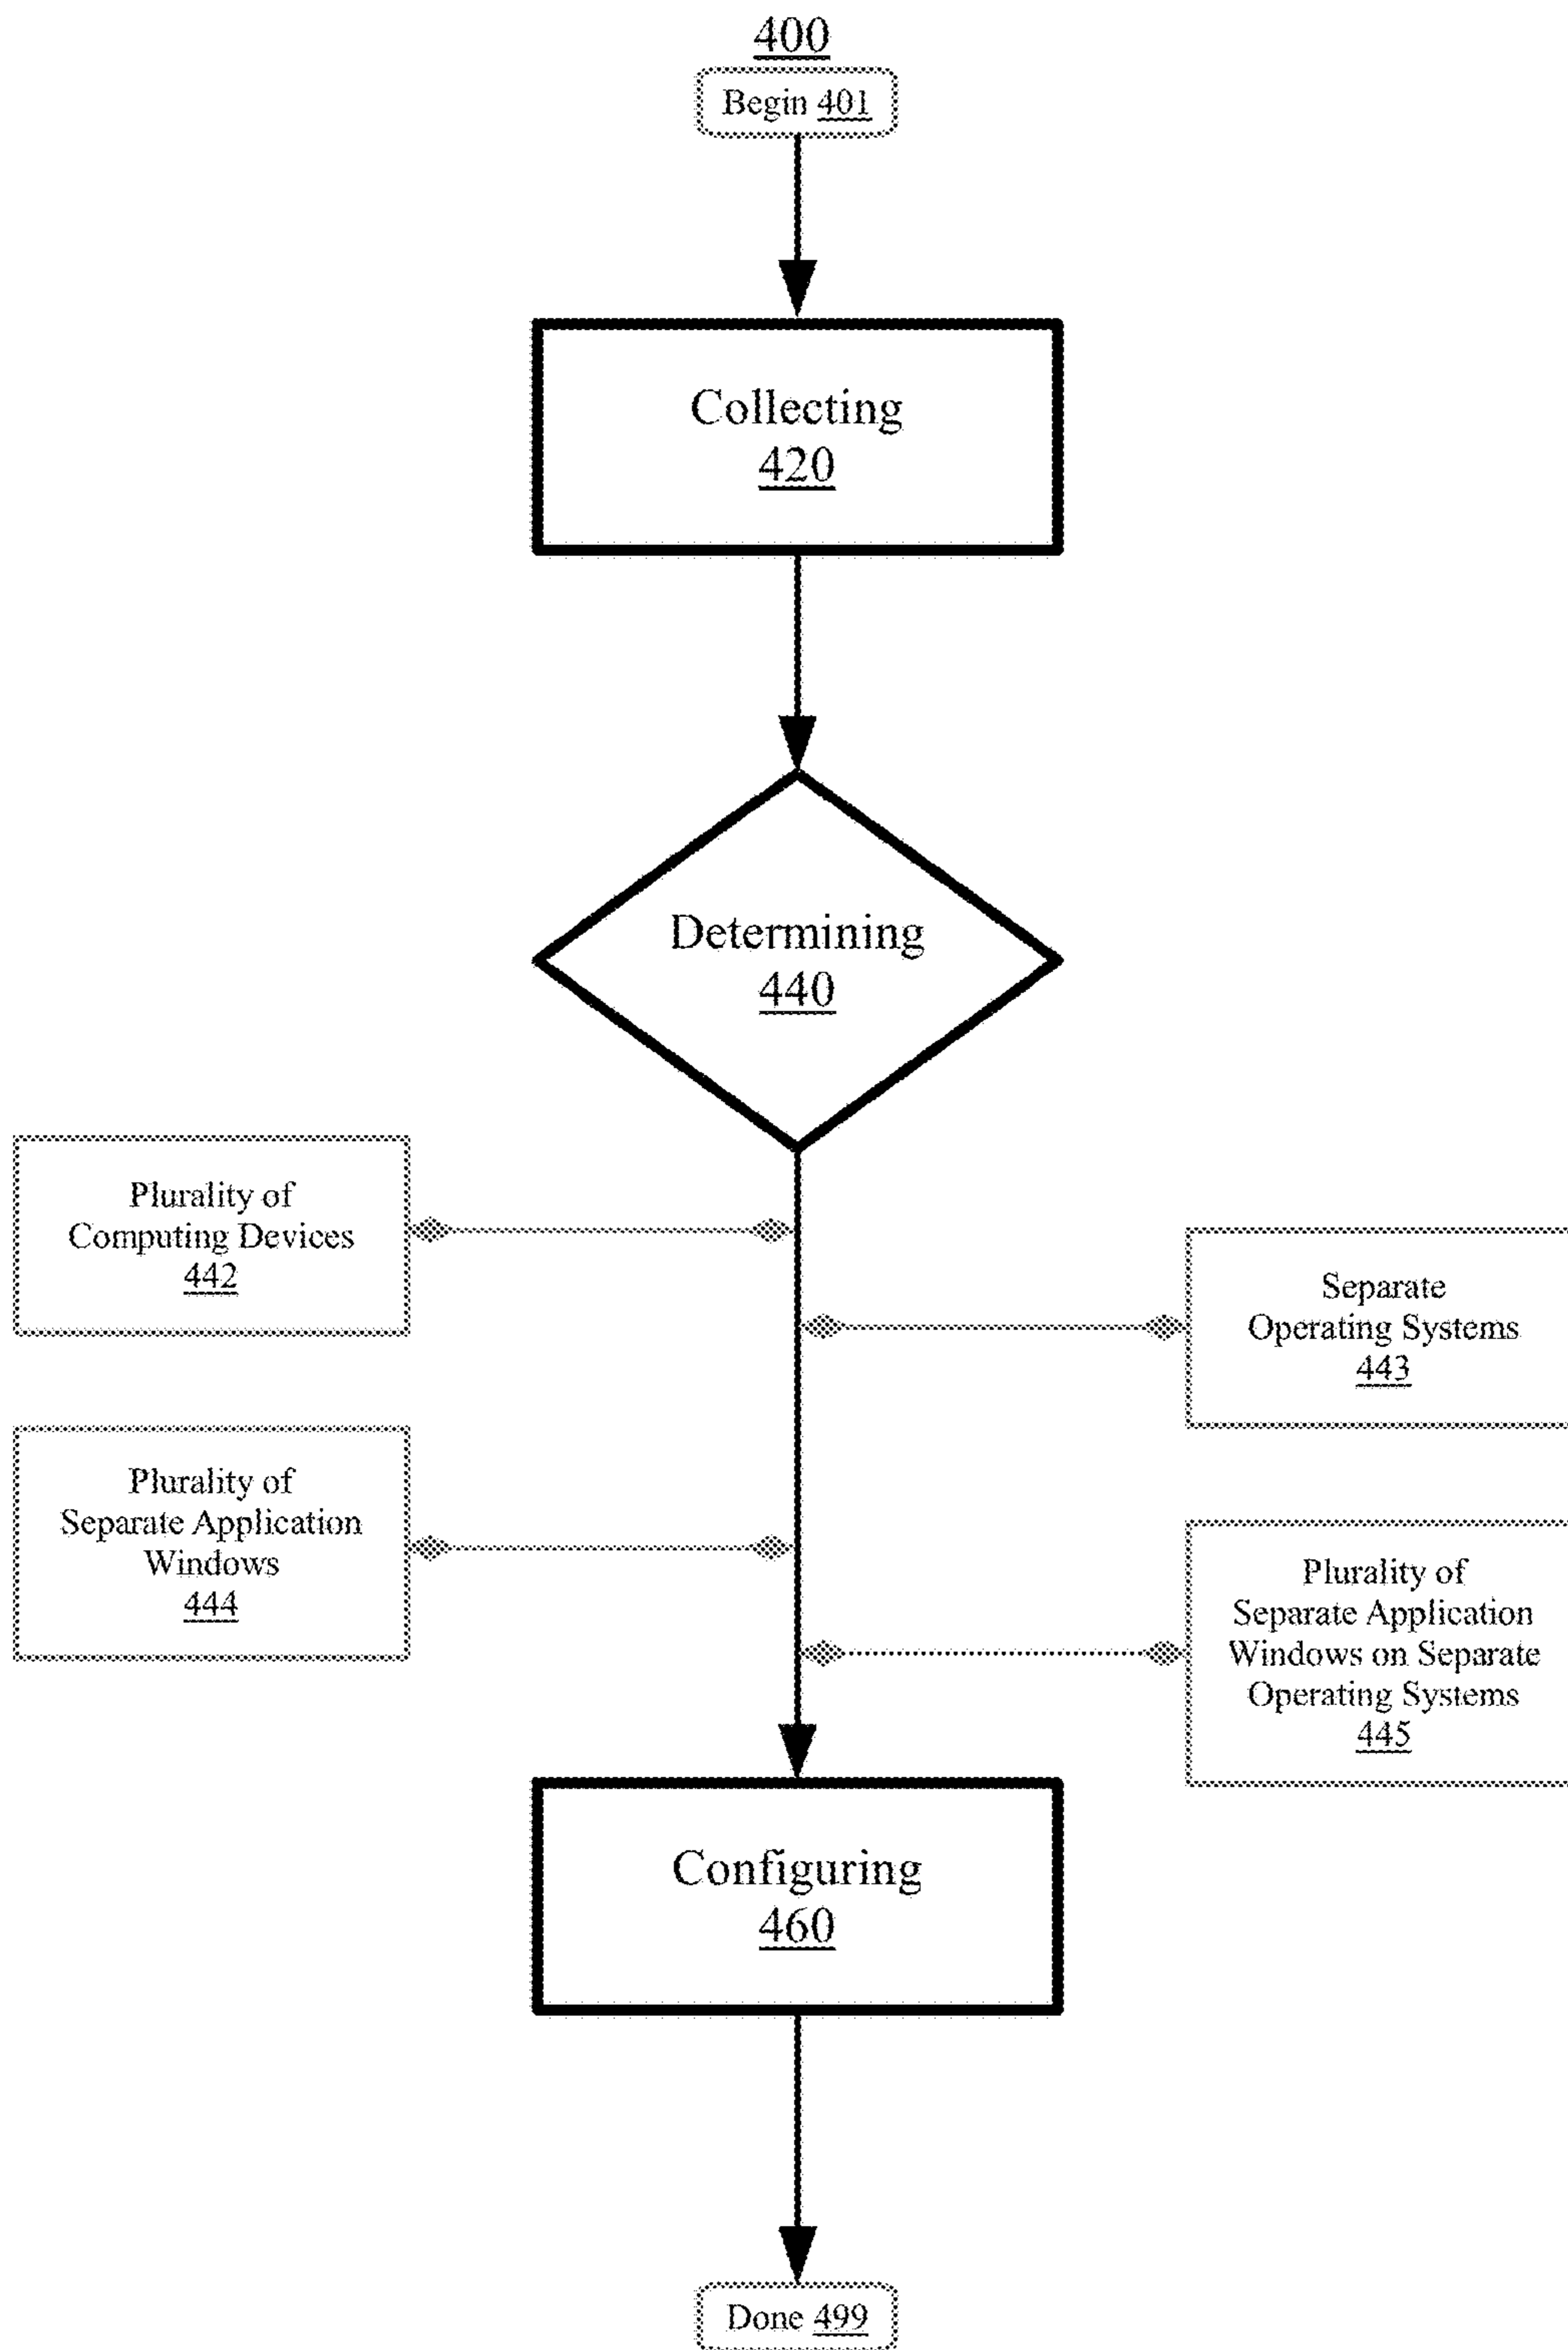 400
Begin 401
Collecting
420
Determining
440
Plurality of
Computing Devices
442
Separate
Operating Systems
443
Plurality of
Separate Application
Windows
444
Plurality of
Separate Application
Windows on Separate
Operating Systems
445
Configuring
460
Done 499